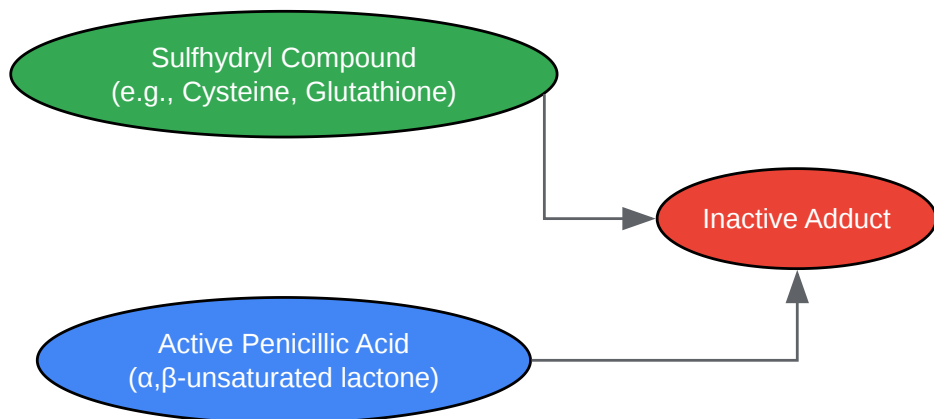 Sulfhydryl Compound
(e.g., Cysteine, Glutathione)
Inactive Adduct
Active Penicillic Acid
(α,β-unsaturated lactone)